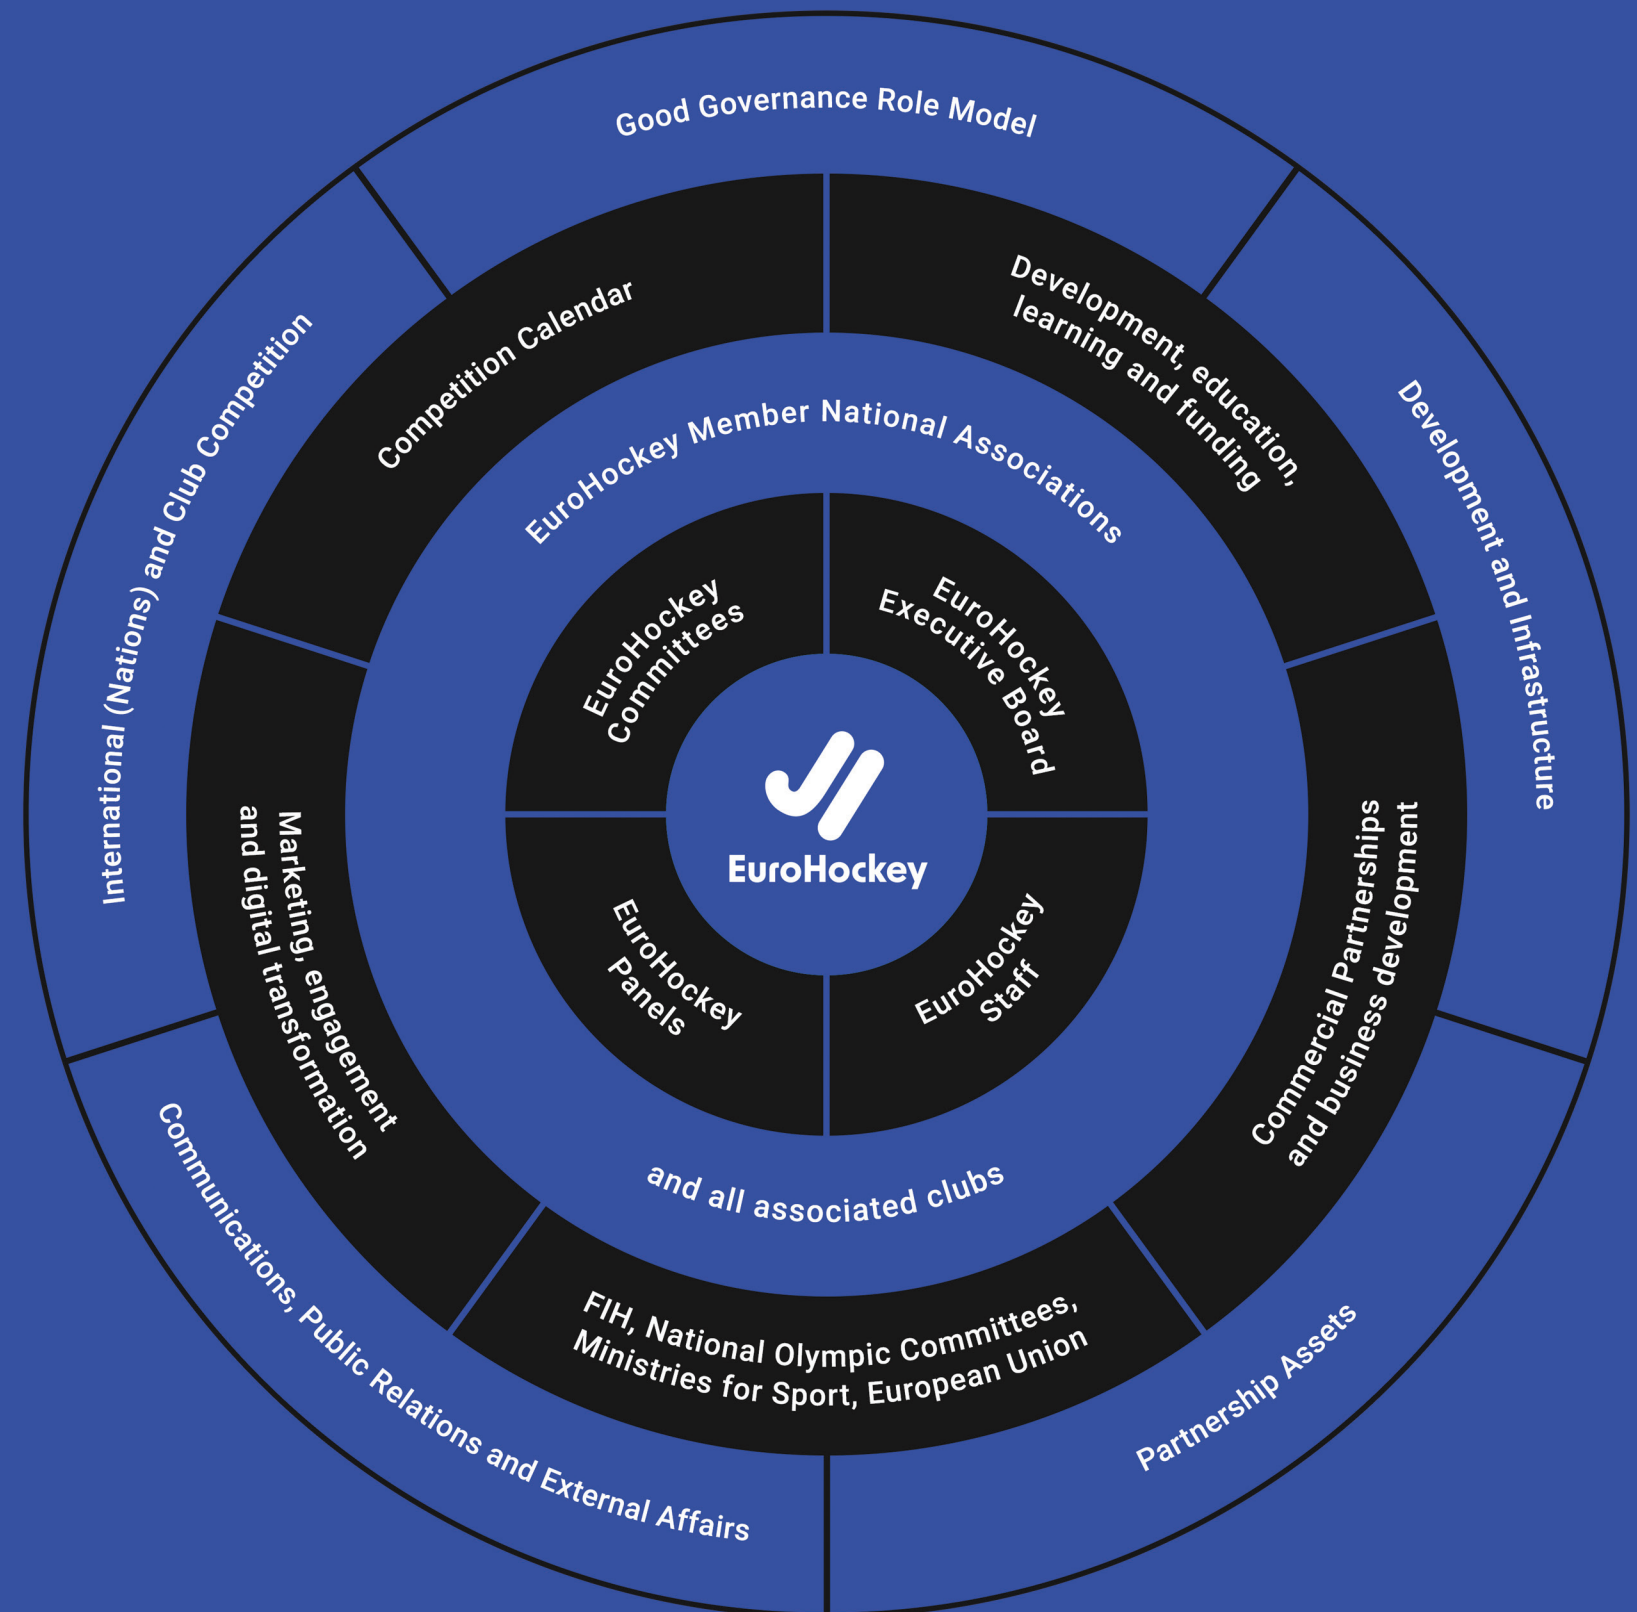 Good Governance Role Model
Development and Infrastructure
Partnership Assets
Communications, Public Relations and External Affairs
International (Nations) and Club Competition
Competition Calendar
Development, education,
learning and funding
Commercial Partnerships
and business development
FIH, National Olympic Committees,
Ministries for Sport, European Union
Marketing, engagement
and digital transformation
EuroHockey Member National Associations
and all associated clubs
EuroHockey
Committees
EuroHockey
Executive Board
EuroHockey
Staff
EuroHockey
Panels
EuroHockey